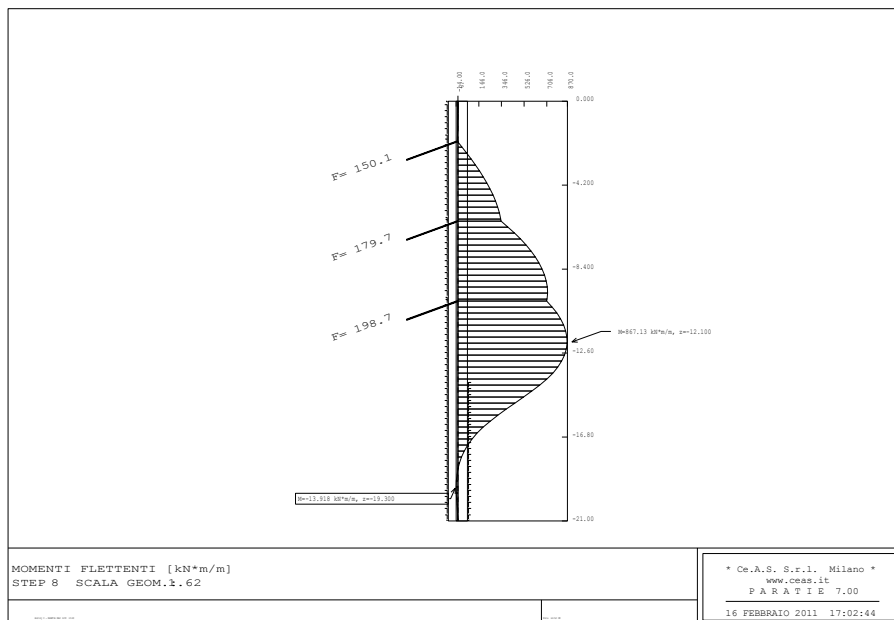 166.0
346.0
526.0
706.0
870.0
0.000
F= 150.1
-4.200
F= 179.7
-8.400
F= 198.7
M=867.13 kN*m/m, z=-12.100
-12.60
-16.80
M=-13.918 kN*m/m, z=-19.300
-21.00
MOMENTI FLETTENTI [kN*m/m]
STEP 8 SCALA GEOM.1:62
* Ce.A.S. S.r.l. Milano *
www.ceas.it
P A R A T I E 7.00
16 FEBBRAIO 2011 17:02:44